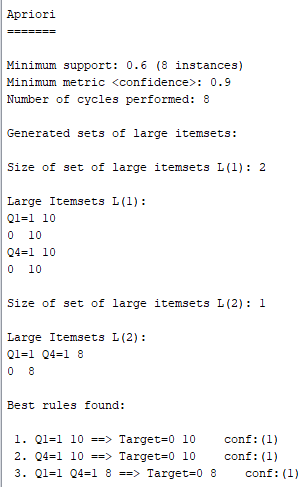 Apriori
=======
Minimum support: 0.6 (8 instances)
Minimum metric <confidence>: 0.9
Number of cycles performed: 8
Generated sets of large itemsets:
Size of set of large itemsets L(1): 2
Large Itemsets L(1):
Q1=1 10
0  10
Q4=1 10
0  10
Size of set of large itemsets L(2): 1
Large Itemsets L(2):
Q1=1 Q4=1 8
0  8
Best rules found:
1. Q1=1 10 ==> Target=0 10    conf:(1)
2. Q4=1 10 ==> Target=0 10    conf:(1)
3. Q1=1 Q4=1 8 ==> Target=0 8    conf:(1)